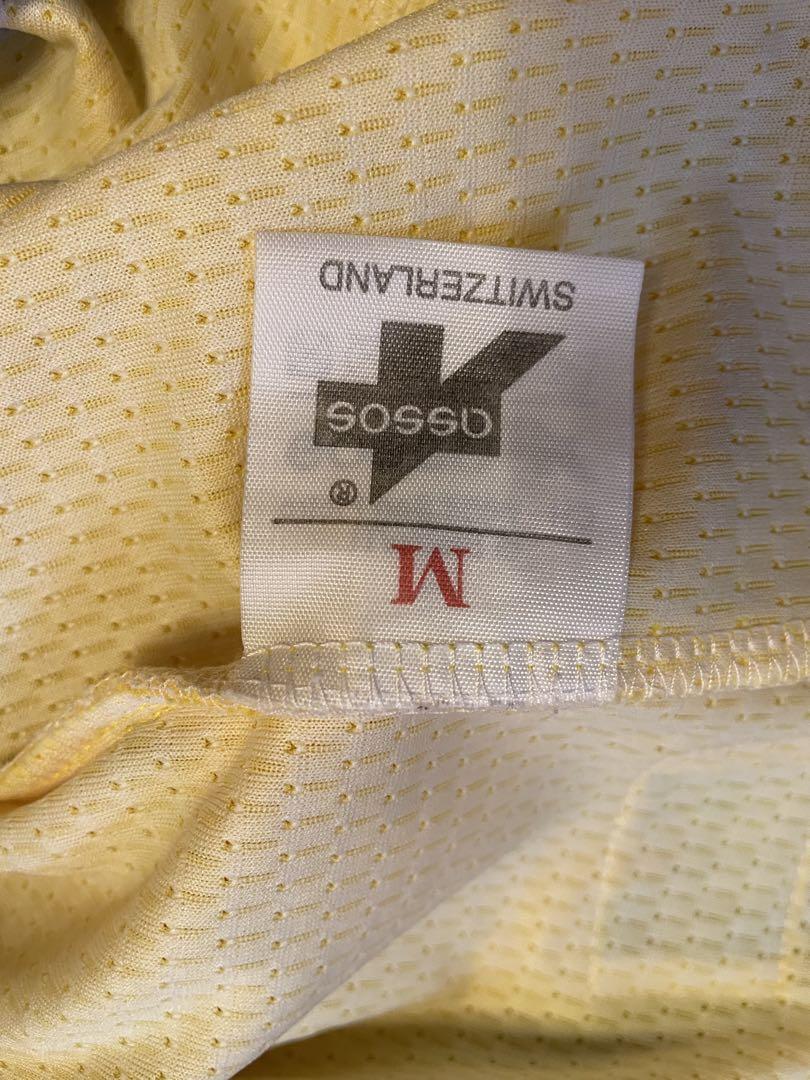 M
®
assos
SWITZERLAND